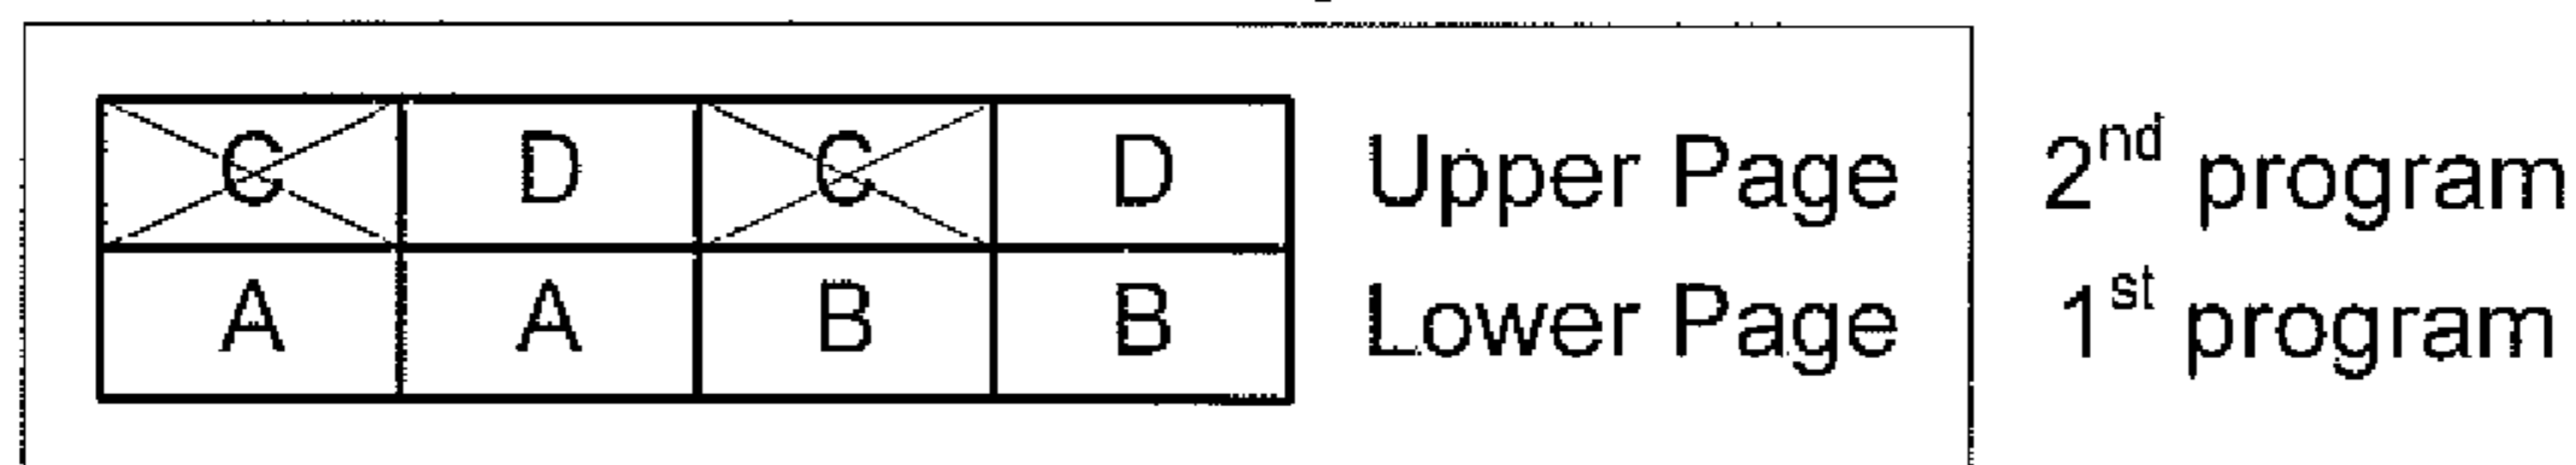 C D C D Upper Page 2nd program
A A B B Lower Page 1st program